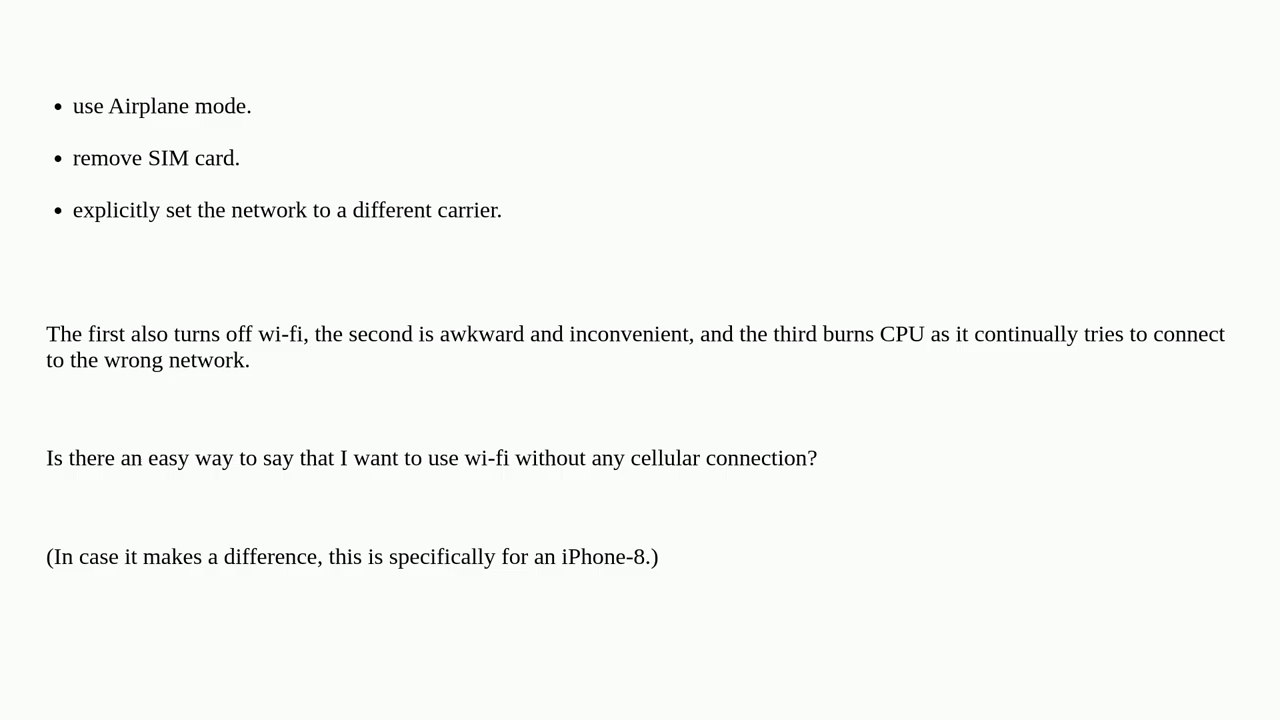 • use Airplane mode.
• remove SIM card.
• explicitly set the network to a different carrier.
The first also turns off wi-fi, the second is awkward and inconvenient, and the third burns CPU as it continually tries to connect
to the wrong network.
Is there an easy way to say that I want to use wi-fi without any cellular connection?
(In case it makes a difference, this is specifically for an iPhone-8.)